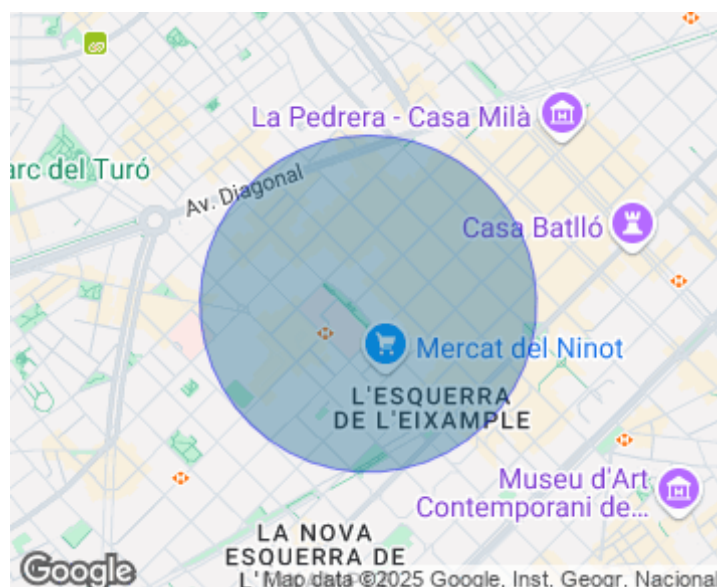 La Pedrera - Casa Milà
arc del Turó
Av. Diagonal
Casa Batlló
Mercat del Ninot
L'ESQUERRA
DE L'EIXAMPLE
Museu d'Art
Contemporani de...
LA NOVA
ESQUERRA DE
Google
Map data ©2025 Google, Inst. Geogr. Nacional